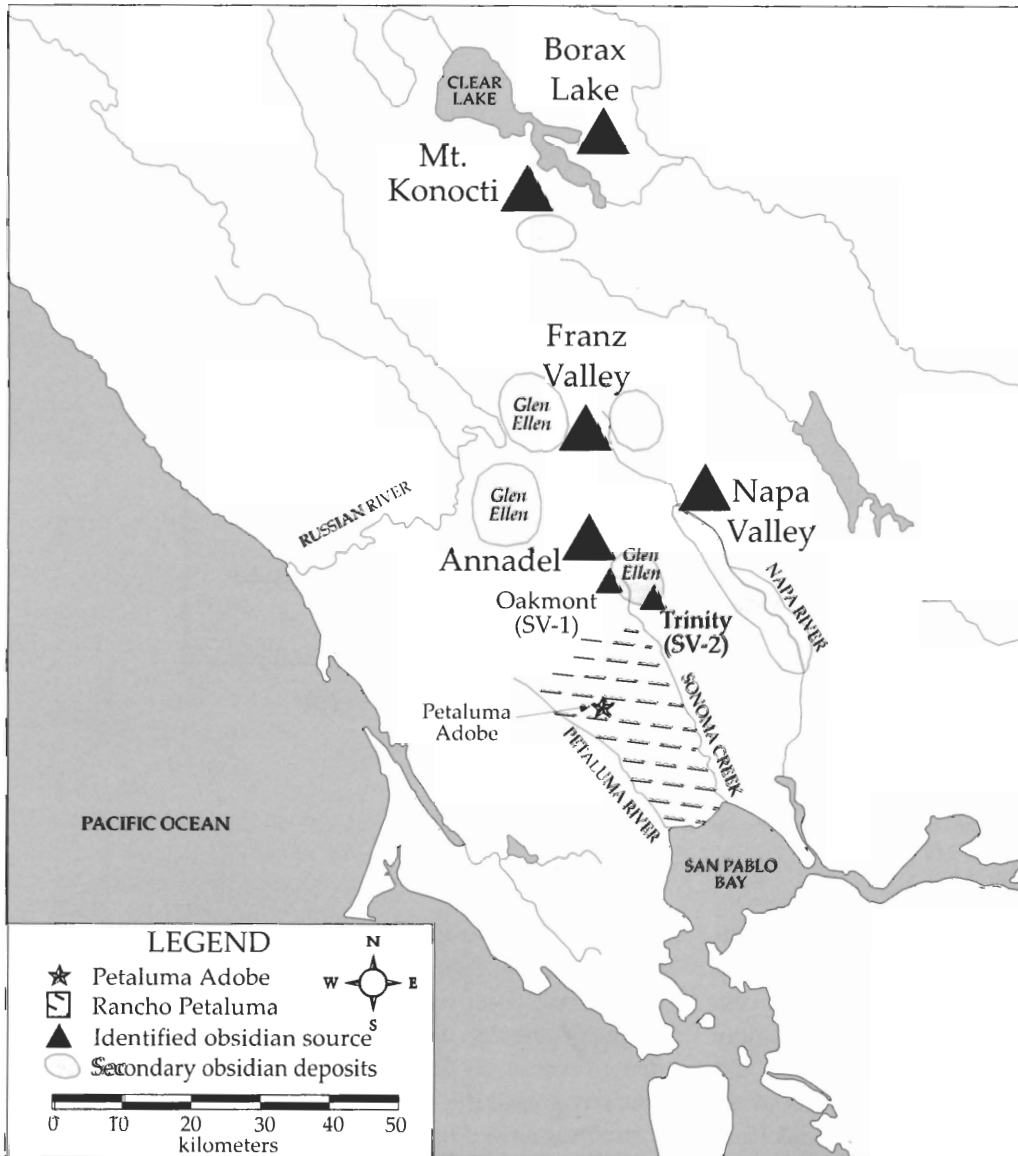 Borax
Lake
CLEAR
LAKE
Mt.
Konocti
Franz
Valley
Glen
Ellen
Glen
Ellen
RUSSIAN RIVER
Napa
Valley
Annadel
Glen
Ellen
NAPA RIVER
Oakmont
(SV-1)
Trinity
(SV-2)
SONOMA CREEK
Petaluma
Adobe
PETALUMA RIVER
PACIFIC OCEAN
SAN PABLO
BAY
LEGEND
N
W E
S
Petaluma Adobe
Rancho Petaluma
Identified obsidian source
Secondary obsidian deposits
0 10 20 30 40 50
kilometers